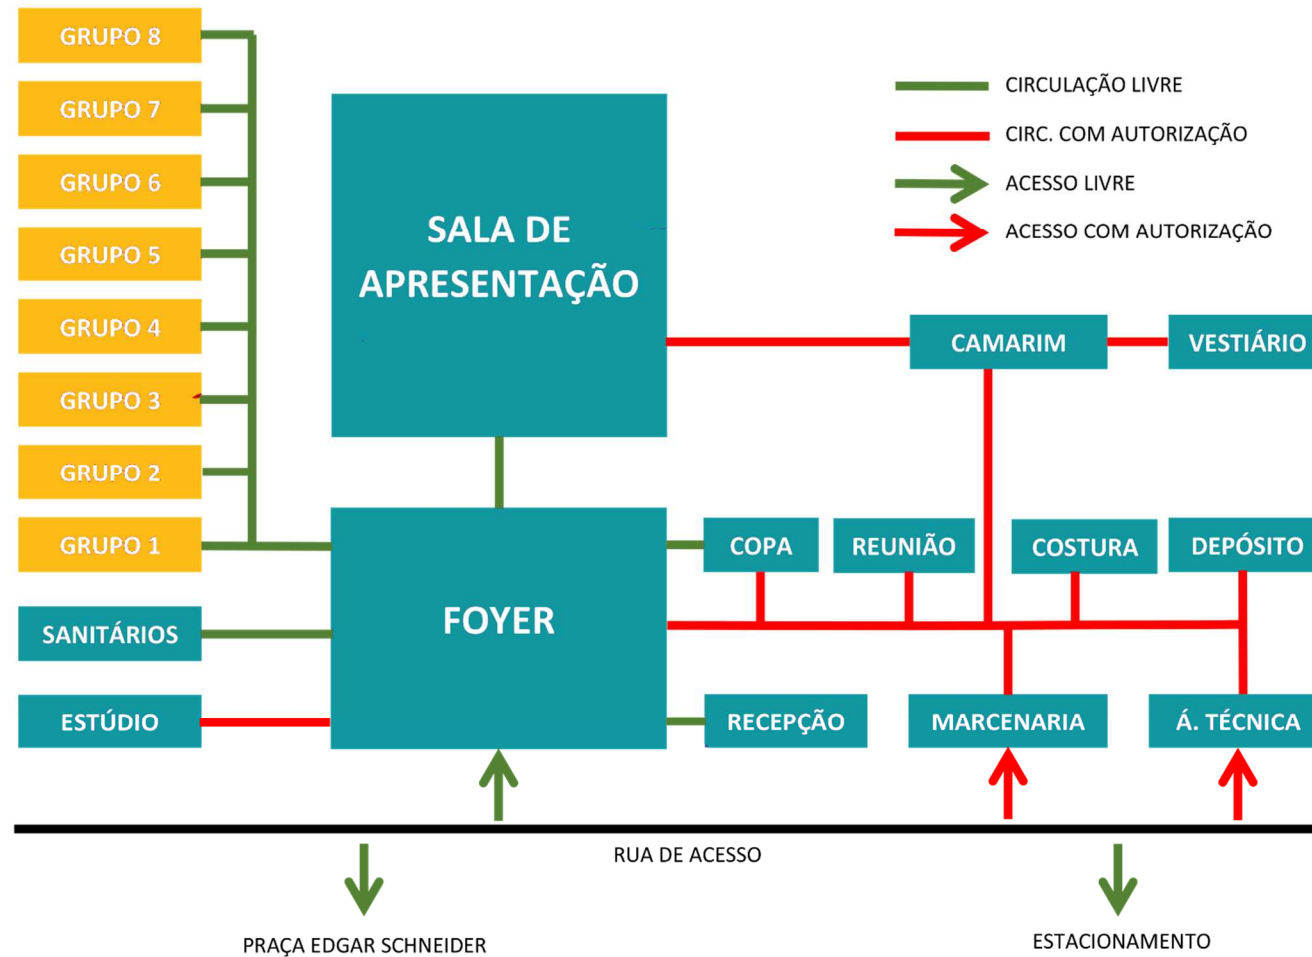 GRUPO 8
GRUPO 7
GRUPO 6
GRUPO 5
GRUPO 4
GRUPO 3
GRUPO 2
GRUPO 1
SANITÁRIOS
ESTÚDIO
SALA DE
APRESENTAÇÃO
FOYER
CIRCULAÇÃO LIVRE
CIRC. COM AUTORIZAÇÃO
ACESSO LIVRE
ACESSO COM AUTORIZAÇÃO
CAMARIM
VESTIÁRIO
COPA
REUNIÃO
COSTURA
DEPÓSITO
RECEPÇÃO
MARCENARIA
Á. TÉCNICA
RUA DE ACESSO
PRAÇA EDGAR SCHNEIDER
ESTACIONAMENTO